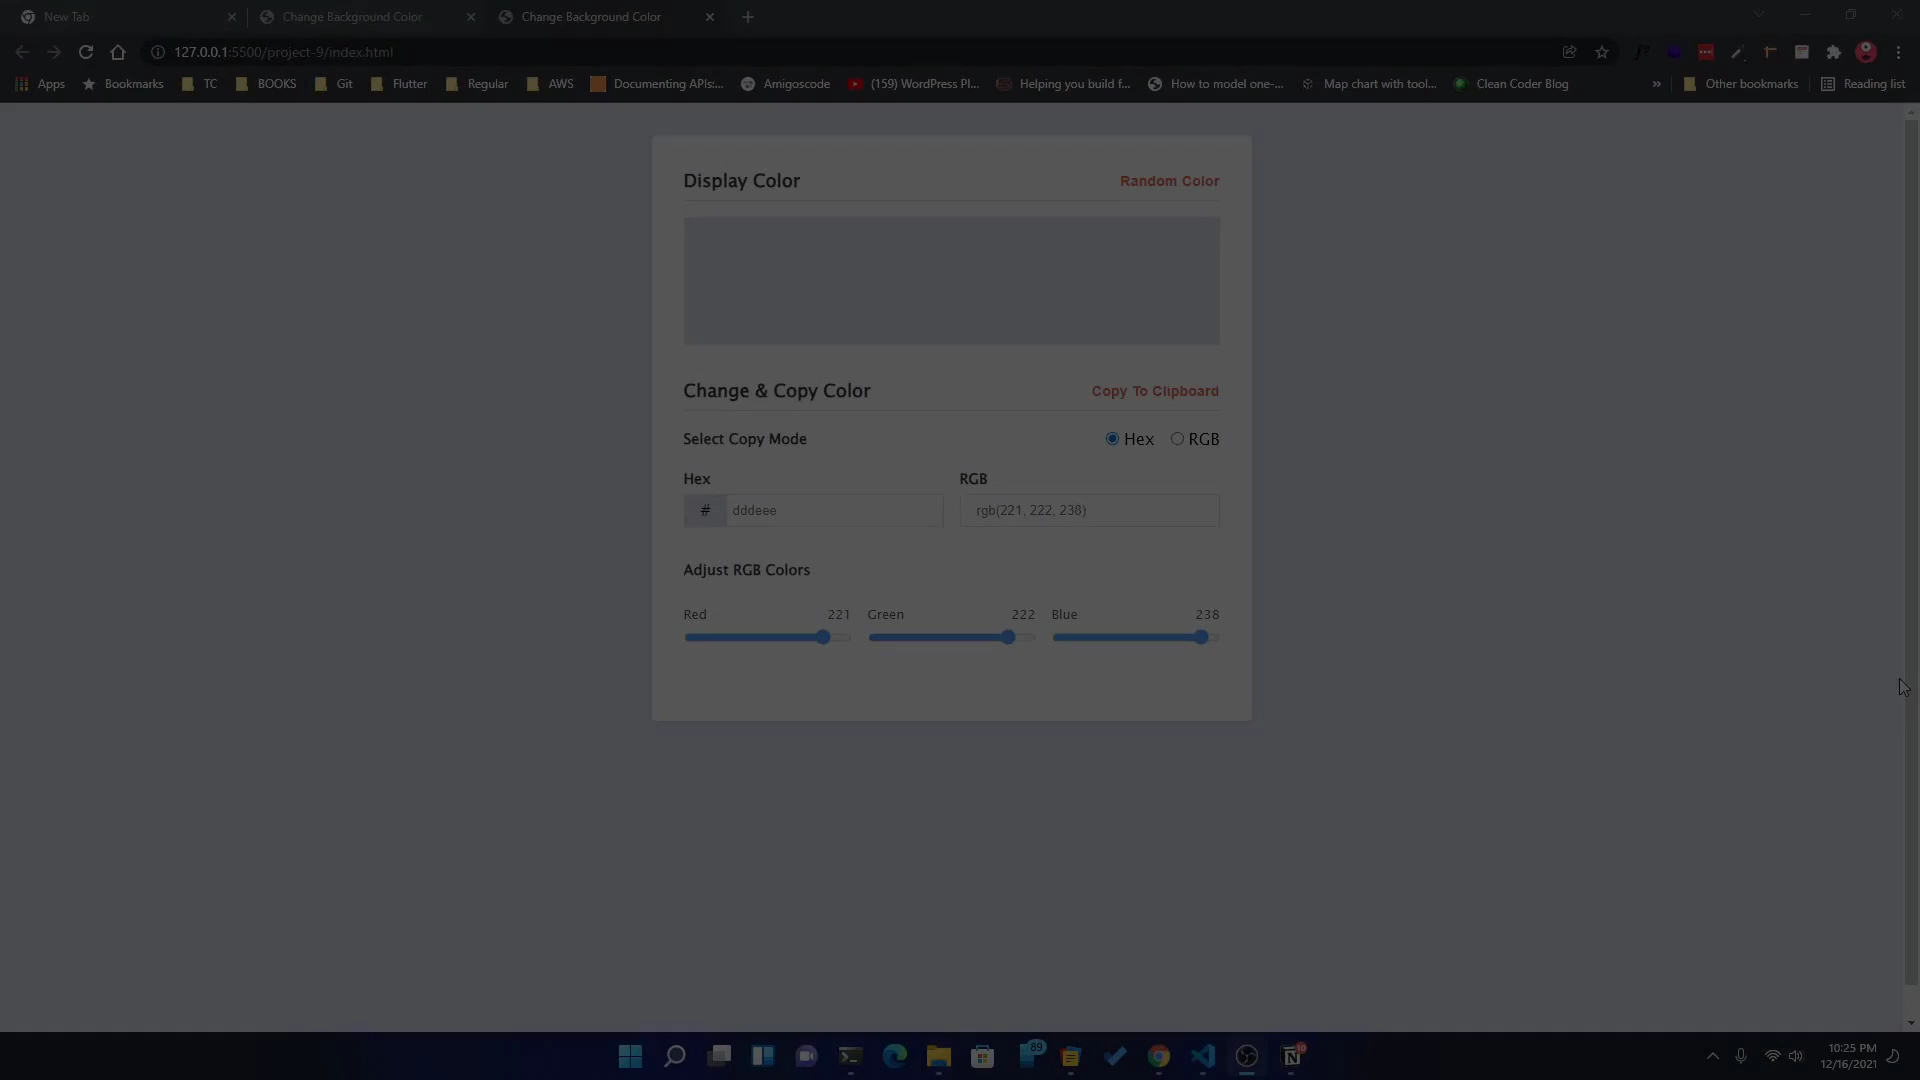 New Tab
Change Background Color
Change Background Color
127.0.0.1:5500/project-9/index.html
Apps
Bookmarks
TC
BOOKS
Git
Flutter
Regular
AWS
Documenting APIs:...
Amigoscode
(159) WordPress Pl...
Helping you build f...
How to model one-...
Map chart with tool...
Clean Coder Blog
»
Other bookmarks
Reading list
Display Color
Random Color
Change & Copy Color
Copy To Clipboard
Select Copy Mode
Hex
RGB
Hex
RGB
# dddeee
rgb(221, 222, 238)
Adjust RGB Colors
Red 221
Green 222
Blue 238
89
10
10:25 PM
12/16/2021